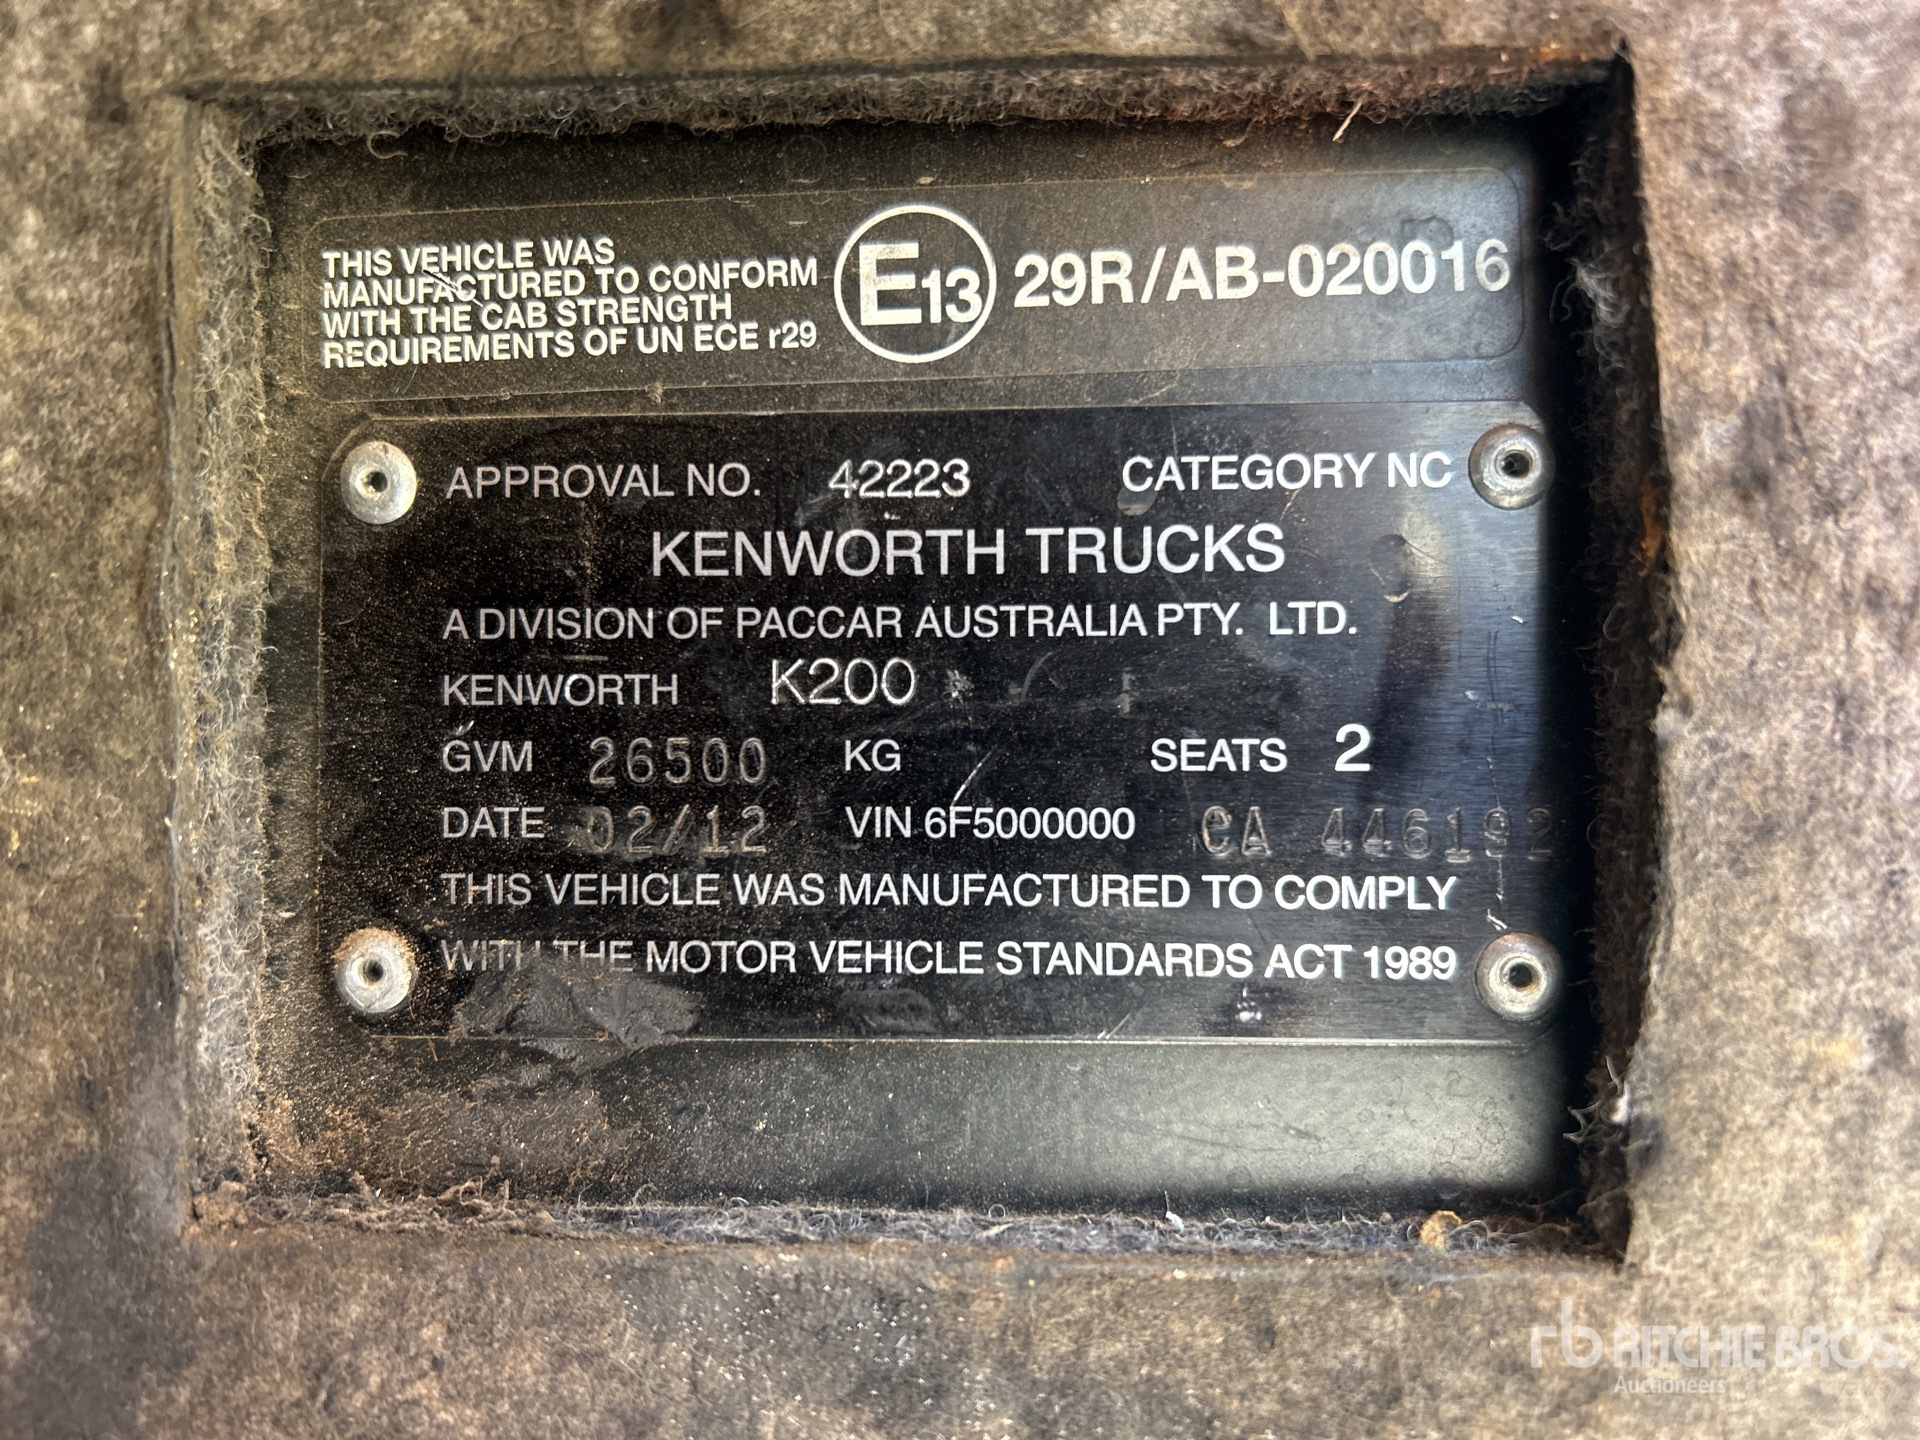 THIS VEHICLE WAS
MANUFACTURED TO CONFORM
WITH THE CAB STRENGTH
REQUIREMENTS OF UN ECE r29
E13 29R/AB-020016
APPROVAL NO. 42223 CATEGORY NC
KENWORTH TRUCKS
A DIVISION OF PACCAR AUSTRALIA PTY. LTD.
KENWORTH K200
GVM 26500 KG SEATS 2
DATE 02/12 VIN 6F5000000 CA 446192
THIS VEHICLE WAS MANUFACTURED TO COMPLY
WITH THE MOTOR VEHICLE STANDARDS ACT 1989
rb RITCHIE BROS.
Auctioneers